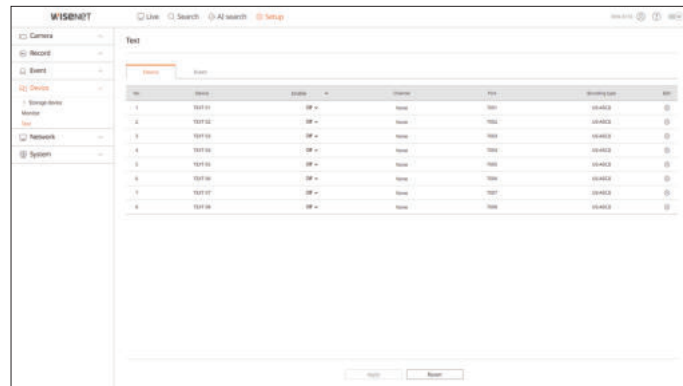 WISENET
Live Search AI search Setup
Camera
Record
Event
Device
Storage device
Monitor
Text
Network
System
Text
Device Event
No. Device Enable Channel Port Encoding type Edit
1 TEXT 01 Off None 7001 US-ASCII
2 TEXT 02 Off None 7002 US-ASCII
3 TEXT 03 Off None 7003 US-ASCII
4 TEXT 04 Off None 7004 US-ASCII
5 TEXT 05 Off None 7005 US-ASCII
6 TEXT 06 Off None 7006 US-ASCII
7 TEXT 07 Off None 7007 US-ASCII
8 TEXT 08 Off None 7008 US-ASCII
Apply Revert